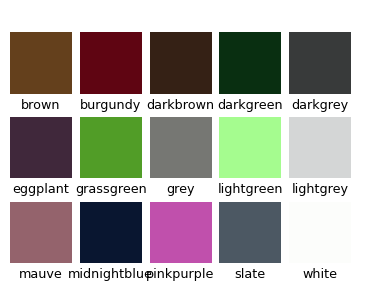 brown burgundy darkbrown darkgreen darkgrey
eggplant grassgreen grey lightgreen lightgrey
mauve midnightblue pinkpurple slate white